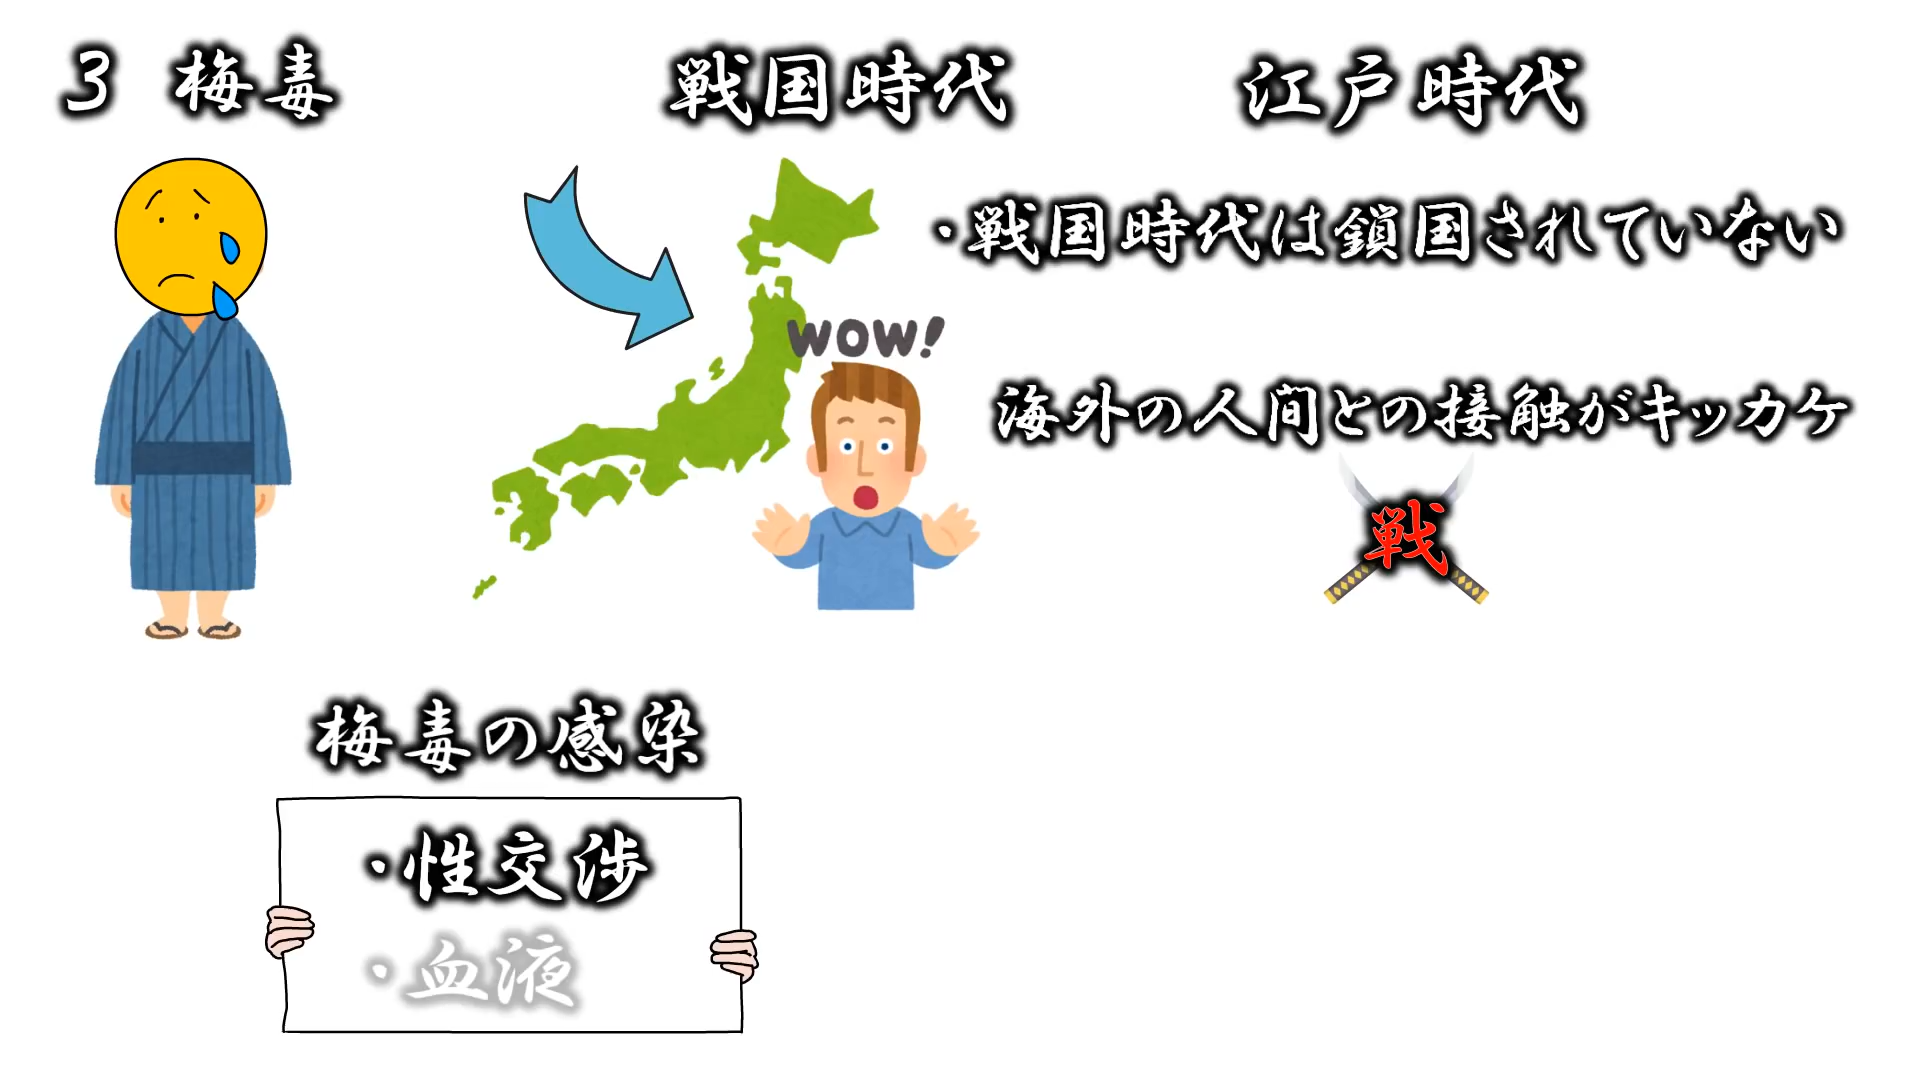 3 梅毒
戦国時代
江戸時代
・戦国時代は鎖国されていない
WOW!
海外の人間との接触がキッカケ
戦
梅毒の感染
・性交渉
・血液